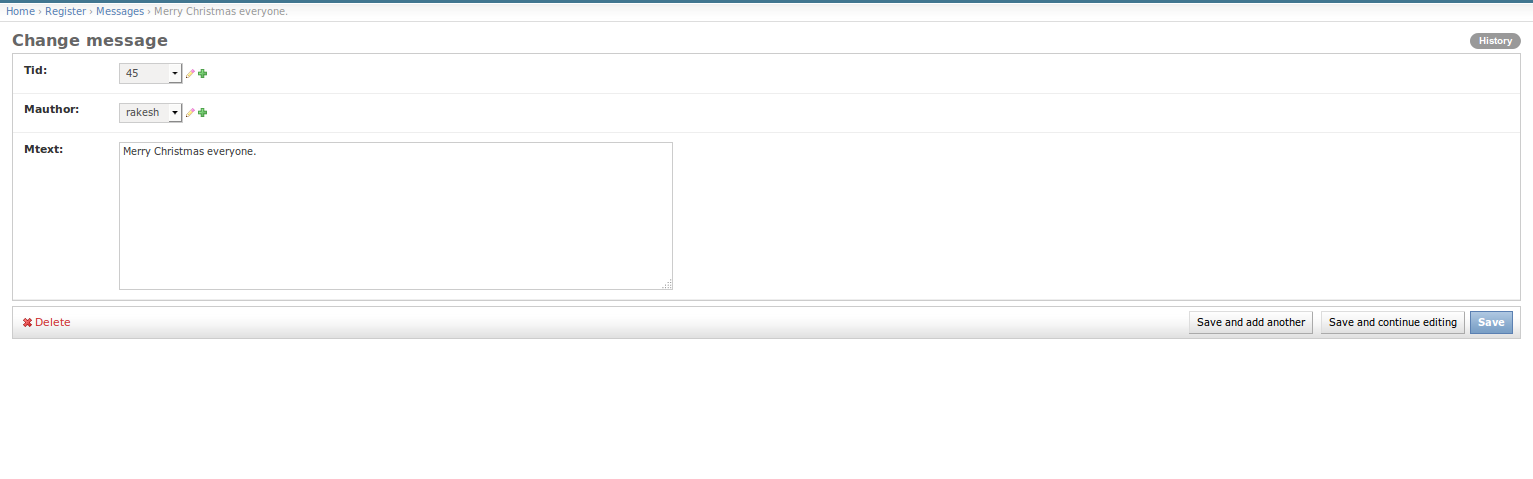 Home › Register › Messages › Merry Christmas everyone.
Change message
History
Tid:
45
Mauthor:
rakesh
Mtext:
Merry Christmas everyone.
Delete
Save and add another
Save and continue editing
Save